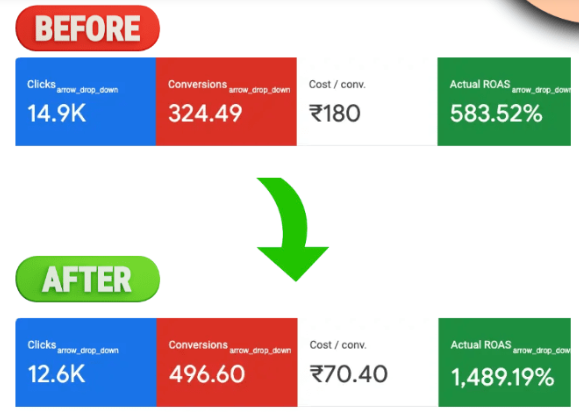 BEFORE
Clicks arrow_drop_down Conversions arrow_drop_down Cost / conv. Actual ROAS arrow_drop_down
14.9K 324.49 ₹180 583.52%
AFTER
Clicks arrow_drop_down Conversions arrow_drop_down Cost / conv. Actual ROAS arrow_drop_dow
12.6K 496.60 ₹70.40 1,489.19%